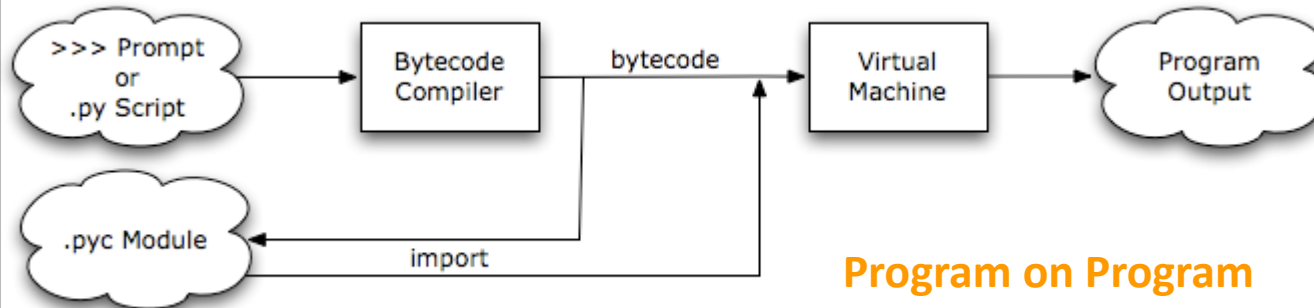 >>> Prompt
or
.py Script
Bytecode
Compiler
bytecode
Virtual
Machine
Program
Output
.pyc Module
import
Program on Program